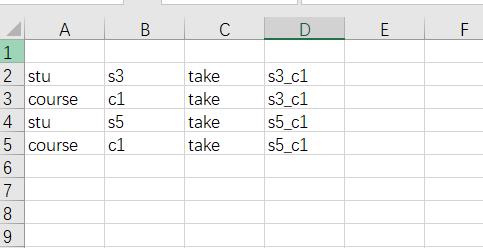 A B C D E F
1
2 stu s3 take s3_c1
3 course c1 take s3_c1
4 stu s5 take s5_c1
5 course c1 take s5_c1
6
7
8
9